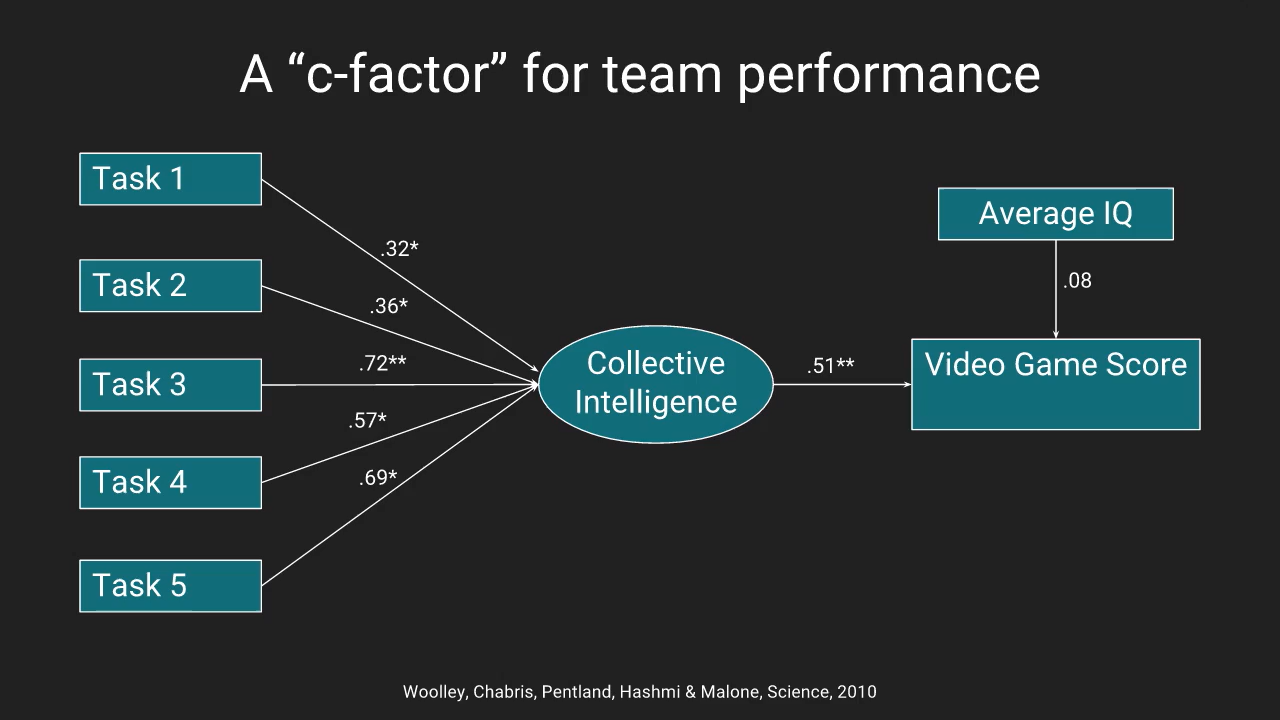 A “c-factor” for team performance
Task 1
Task 2
Task 3
Task 4
Task 5
.32*
.36*
.72**
.57*
.69*
Collective
Intelligence
.51**
Average IQ
.08
Video Game Score
Woolley, Chabris, Pentland, Hashmi & Malone, Science, 2010